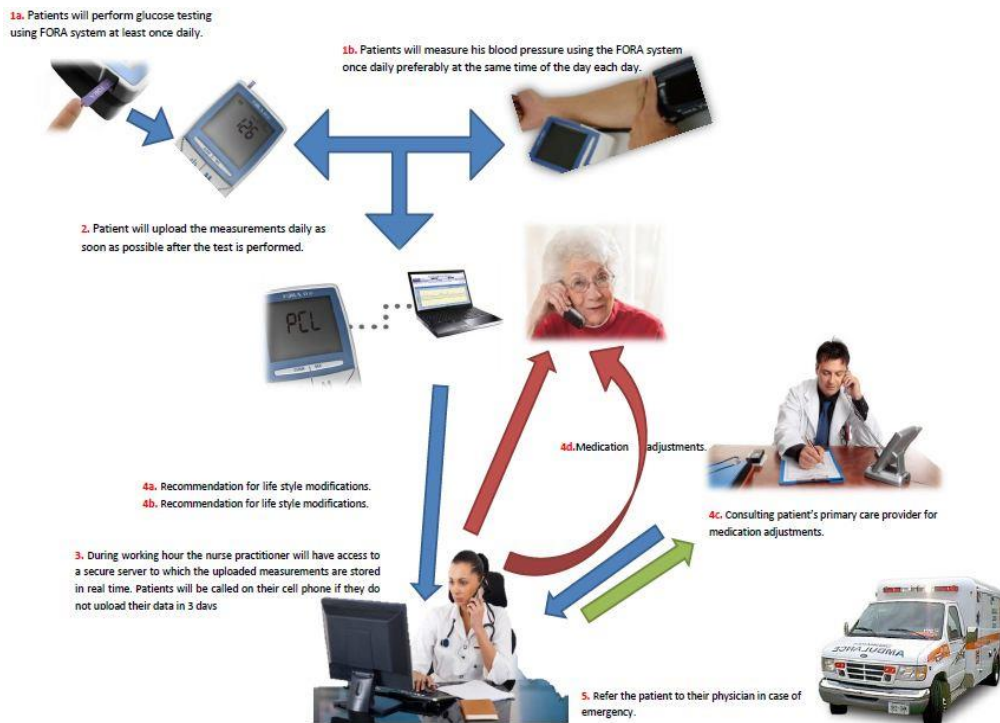 1a. Patients will perform glucose testing
using FORA system at least once daily.
1b. Patients will measure his blood pressure using the FORA system
once daily preferably at the same time of the day each day.
126
2. Patient will upload the measurements daily as
soon as possible after the test is performed.
FORA
PCL
4d.Medication adjustments.
4a. Recommendation for life style modifications.
4b. Recommendation for life style modifications.
4c. Consulting patient's primary care provider for
medication adjustments.
3. During working hour the nurse practitioner will have access to
a secure server to which the uploaded measurements are stored
in real time. Patients will be called on their cell phone if they do
not upload their data in 3 days
AMBULANCE
5. Refer the patient to their physician in case of
emergency.